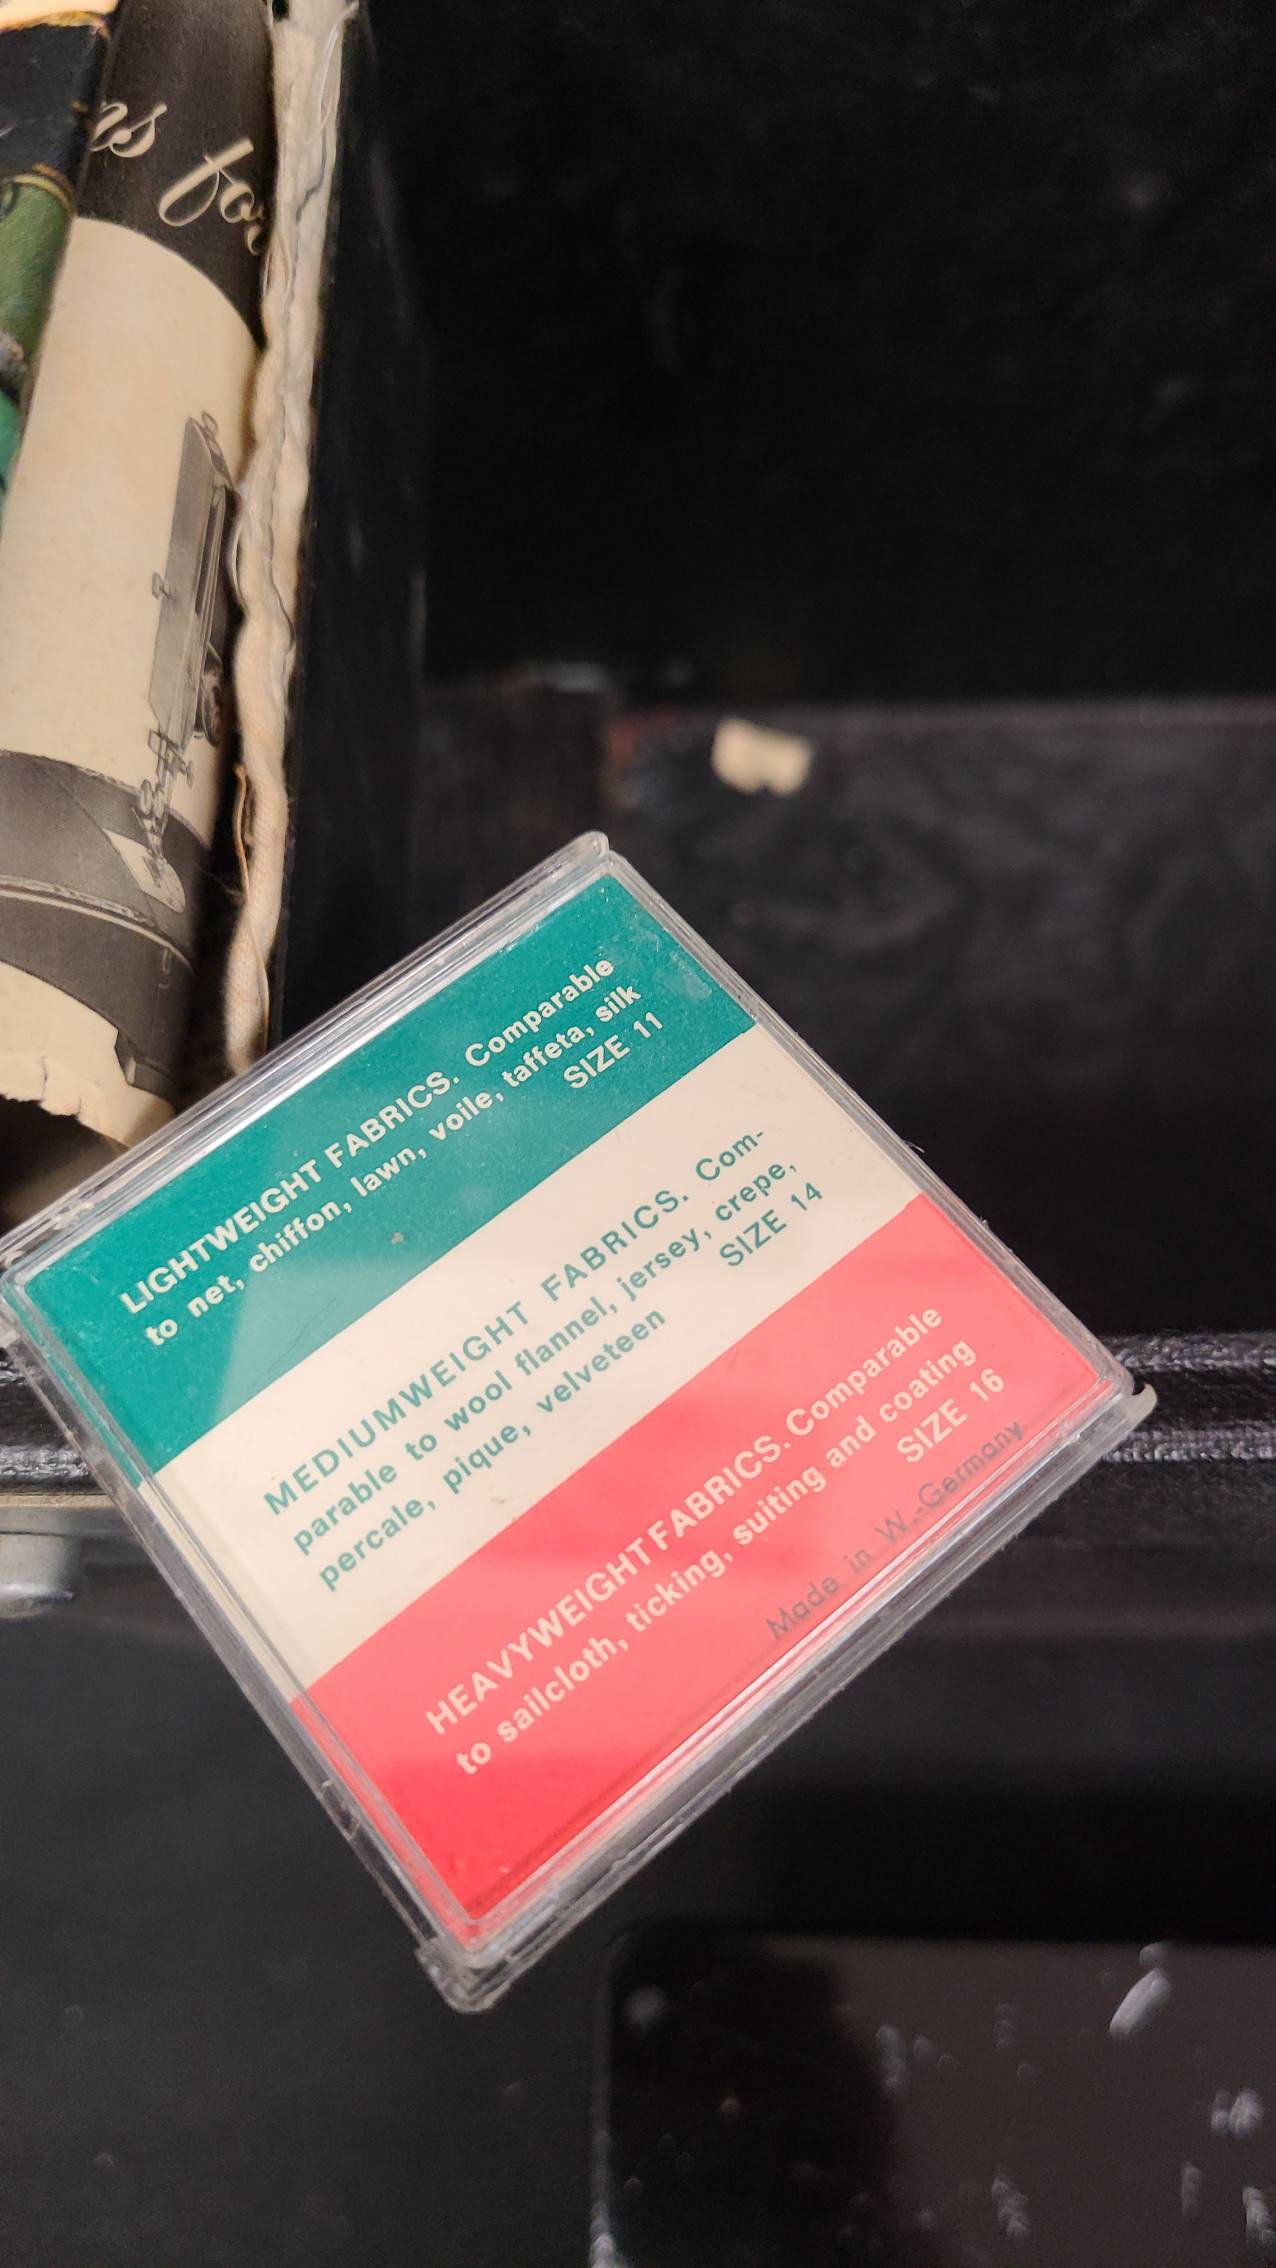 ns for
LIGHTWEIGHT FABRICS. Comparable
to net, chiffon, lawn, voile, taffeta, silk
SIZE 11
MEDIUMWEIGHT FABRICS. Com-
parable to wool flannel, jersey, crepe,
percale, pique, velveteen SIZE 14
HEAVYWEIGHT FABRICS. Comparable
to sailcloth, ticking, suiting and coating
SIZE 16
Made in W.-Germany